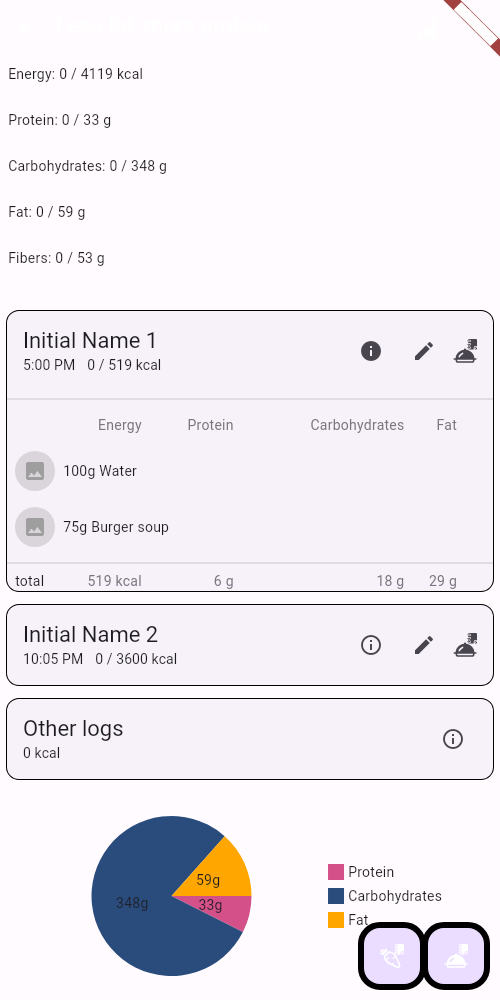 Energy: 0 / 4119 kcal
Protein: 0 / 33 g
Carbohydrates: 0 / 348 g
Fat: 0 / 59 g
Fibers: 0 / 53 g
Initial Name 1
5:00 PM 0 / 519 kcal
Energy Protein Carbohydrates Fat
100g Water
75g Burger soup
total 519 kcal 6 g 18 g 29 g
Initial Name 2
10:05 PM 0 / 3600 kcal
Other logs
0 kcal
59g
348g 33g
Protein
Carbohydrates
Fat